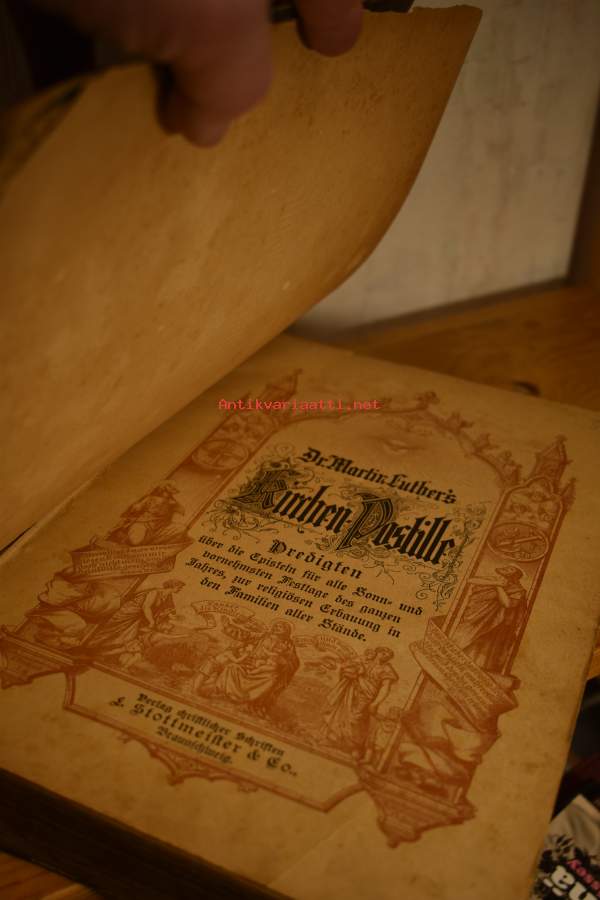 Antikvariaatti.net
Dr. Martin Luther's
Kirchen-Postille
Predigten
über die Episteln für alle Sonn- und
vornehmsten Festtage des ganzen
Jahres, zur religiösen Erbauung in
den Familien aller Stände.
Verlag christlicher Schriften
L. Stottmeister & Co.,
Braunschweig.